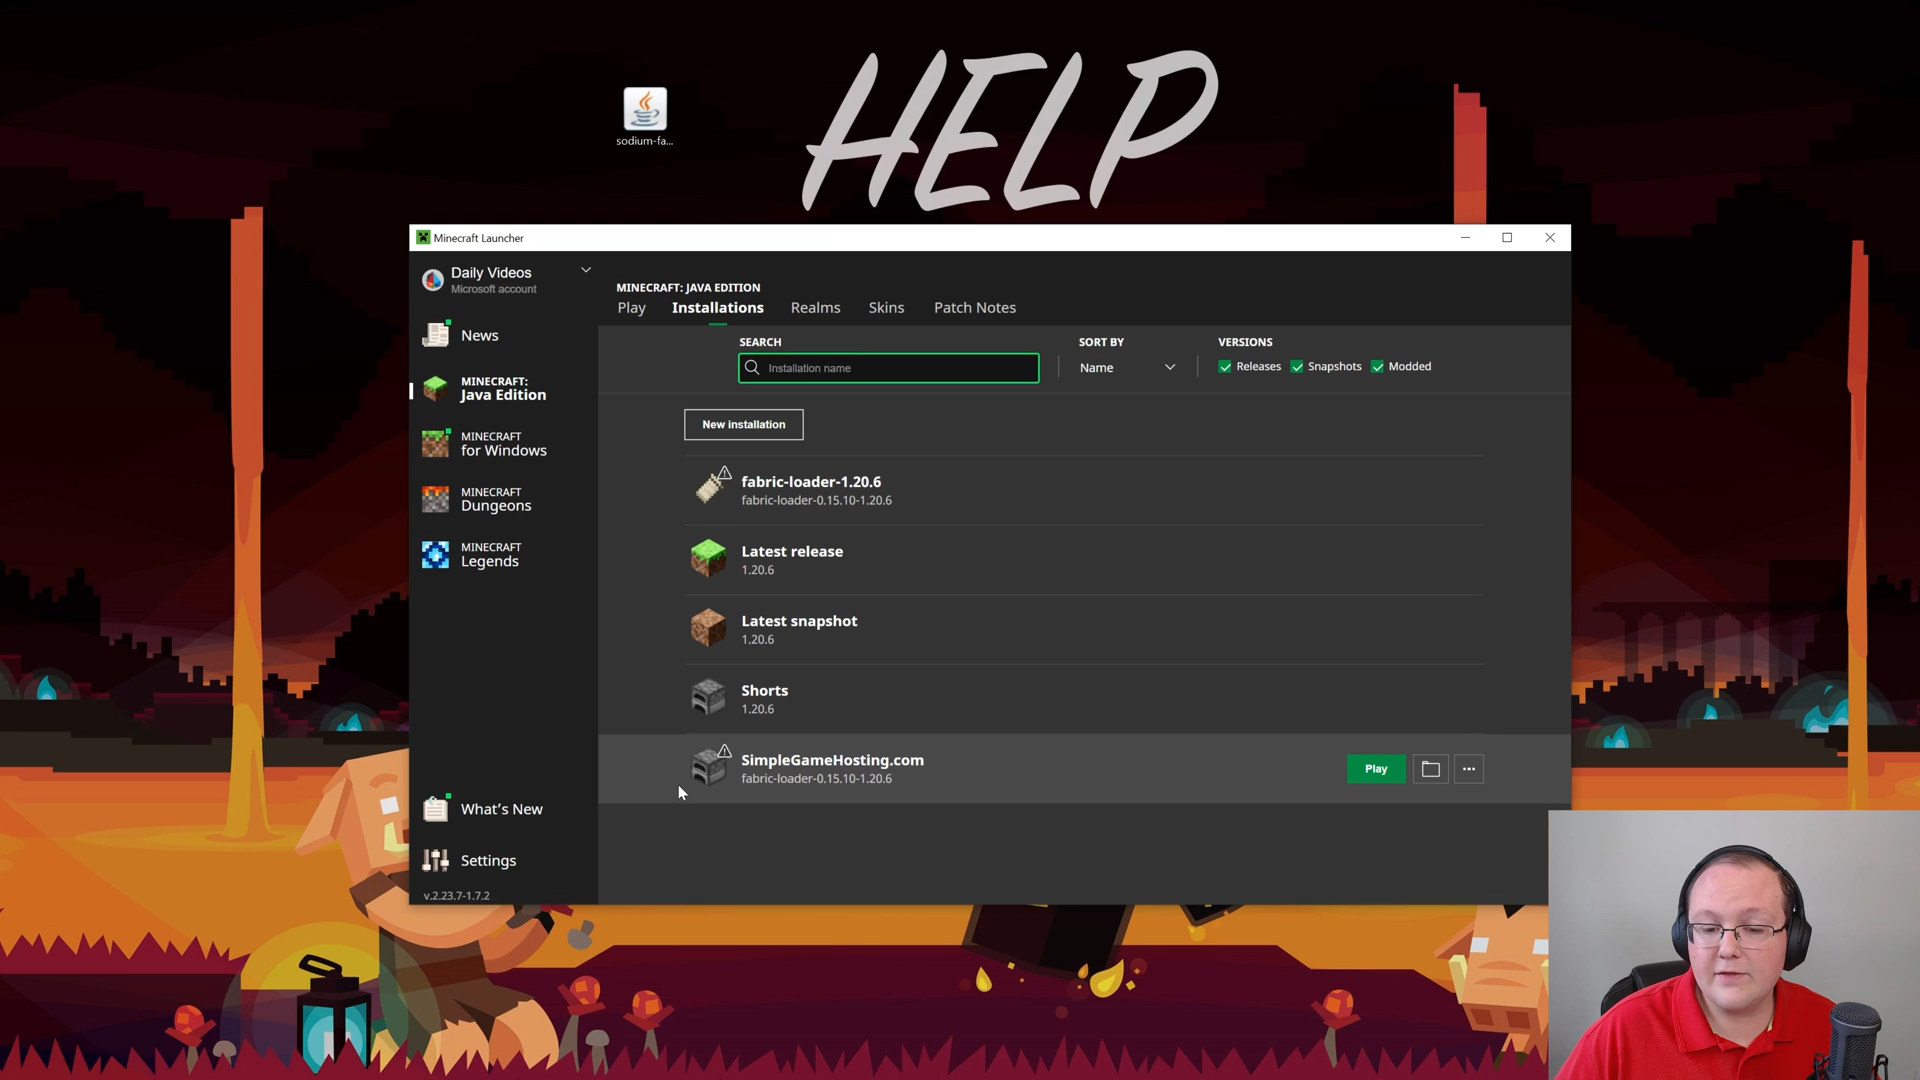 HELP
sodium-fa...
Minecraft Launcher
Daily Videos
Microsoft account
News
MINECRAFT:
Java Edition
MINECRAFT
for Windows
MINECRAFT
Dungeons
MINECRAFT
Legends
What's New
Settings
v.2.23.7-1.7.2
MINECRAFT: JAVA EDITION
Play Installations Realms Skins Patch Notes
SEARCH SORT BY VERSIONS
Installation name Name Releases Snapshots Modded
New installation
fabric-loader-1.20.6
fabric-loader-0.15.10-1.20.6
Latest release
1.20.6
Latest snapshot
1.20.6
Shorts
1.20.6
SimpleGameHosting.com
fabric-loader-0.15.10-1.20.6
Play